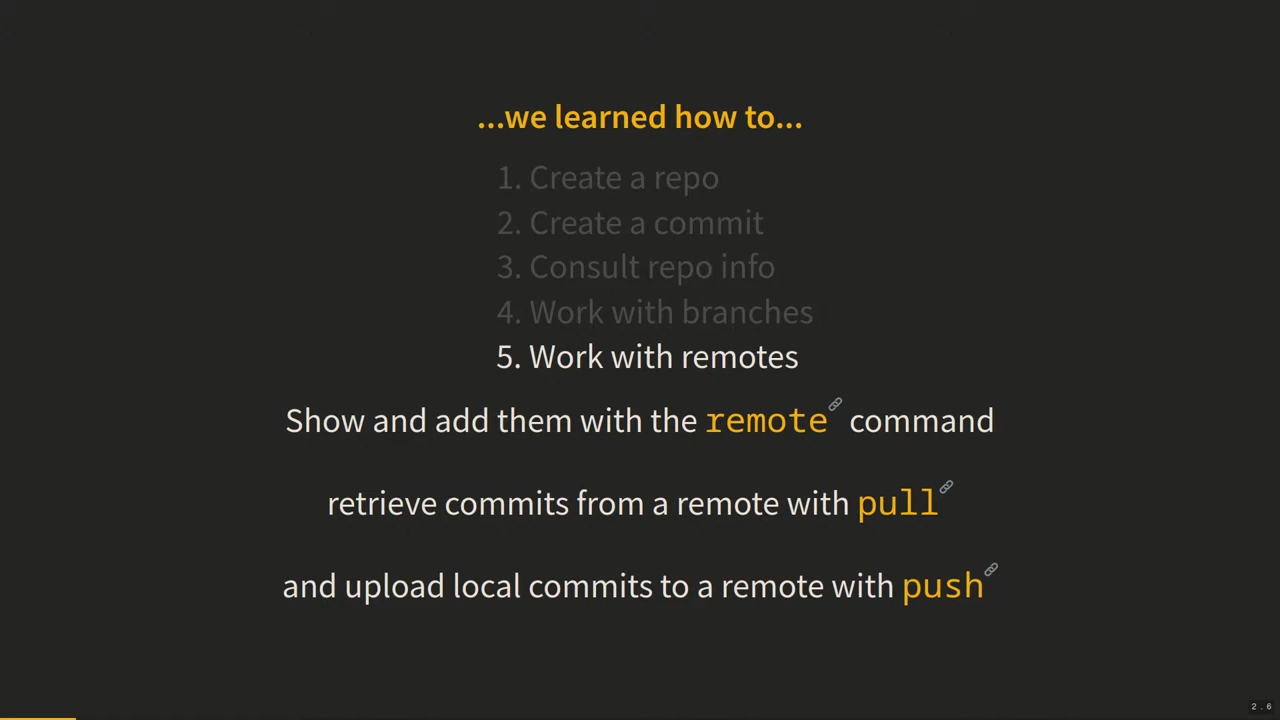 ...we learned how to...
1. Create a repo
2. Create a commit
3. Consult repo info
4. Work with branches
5. Work with remotes
Show and add them with the remote command
retrieve commits from a remote with pull
and upload local commits to a remote with push
2.6